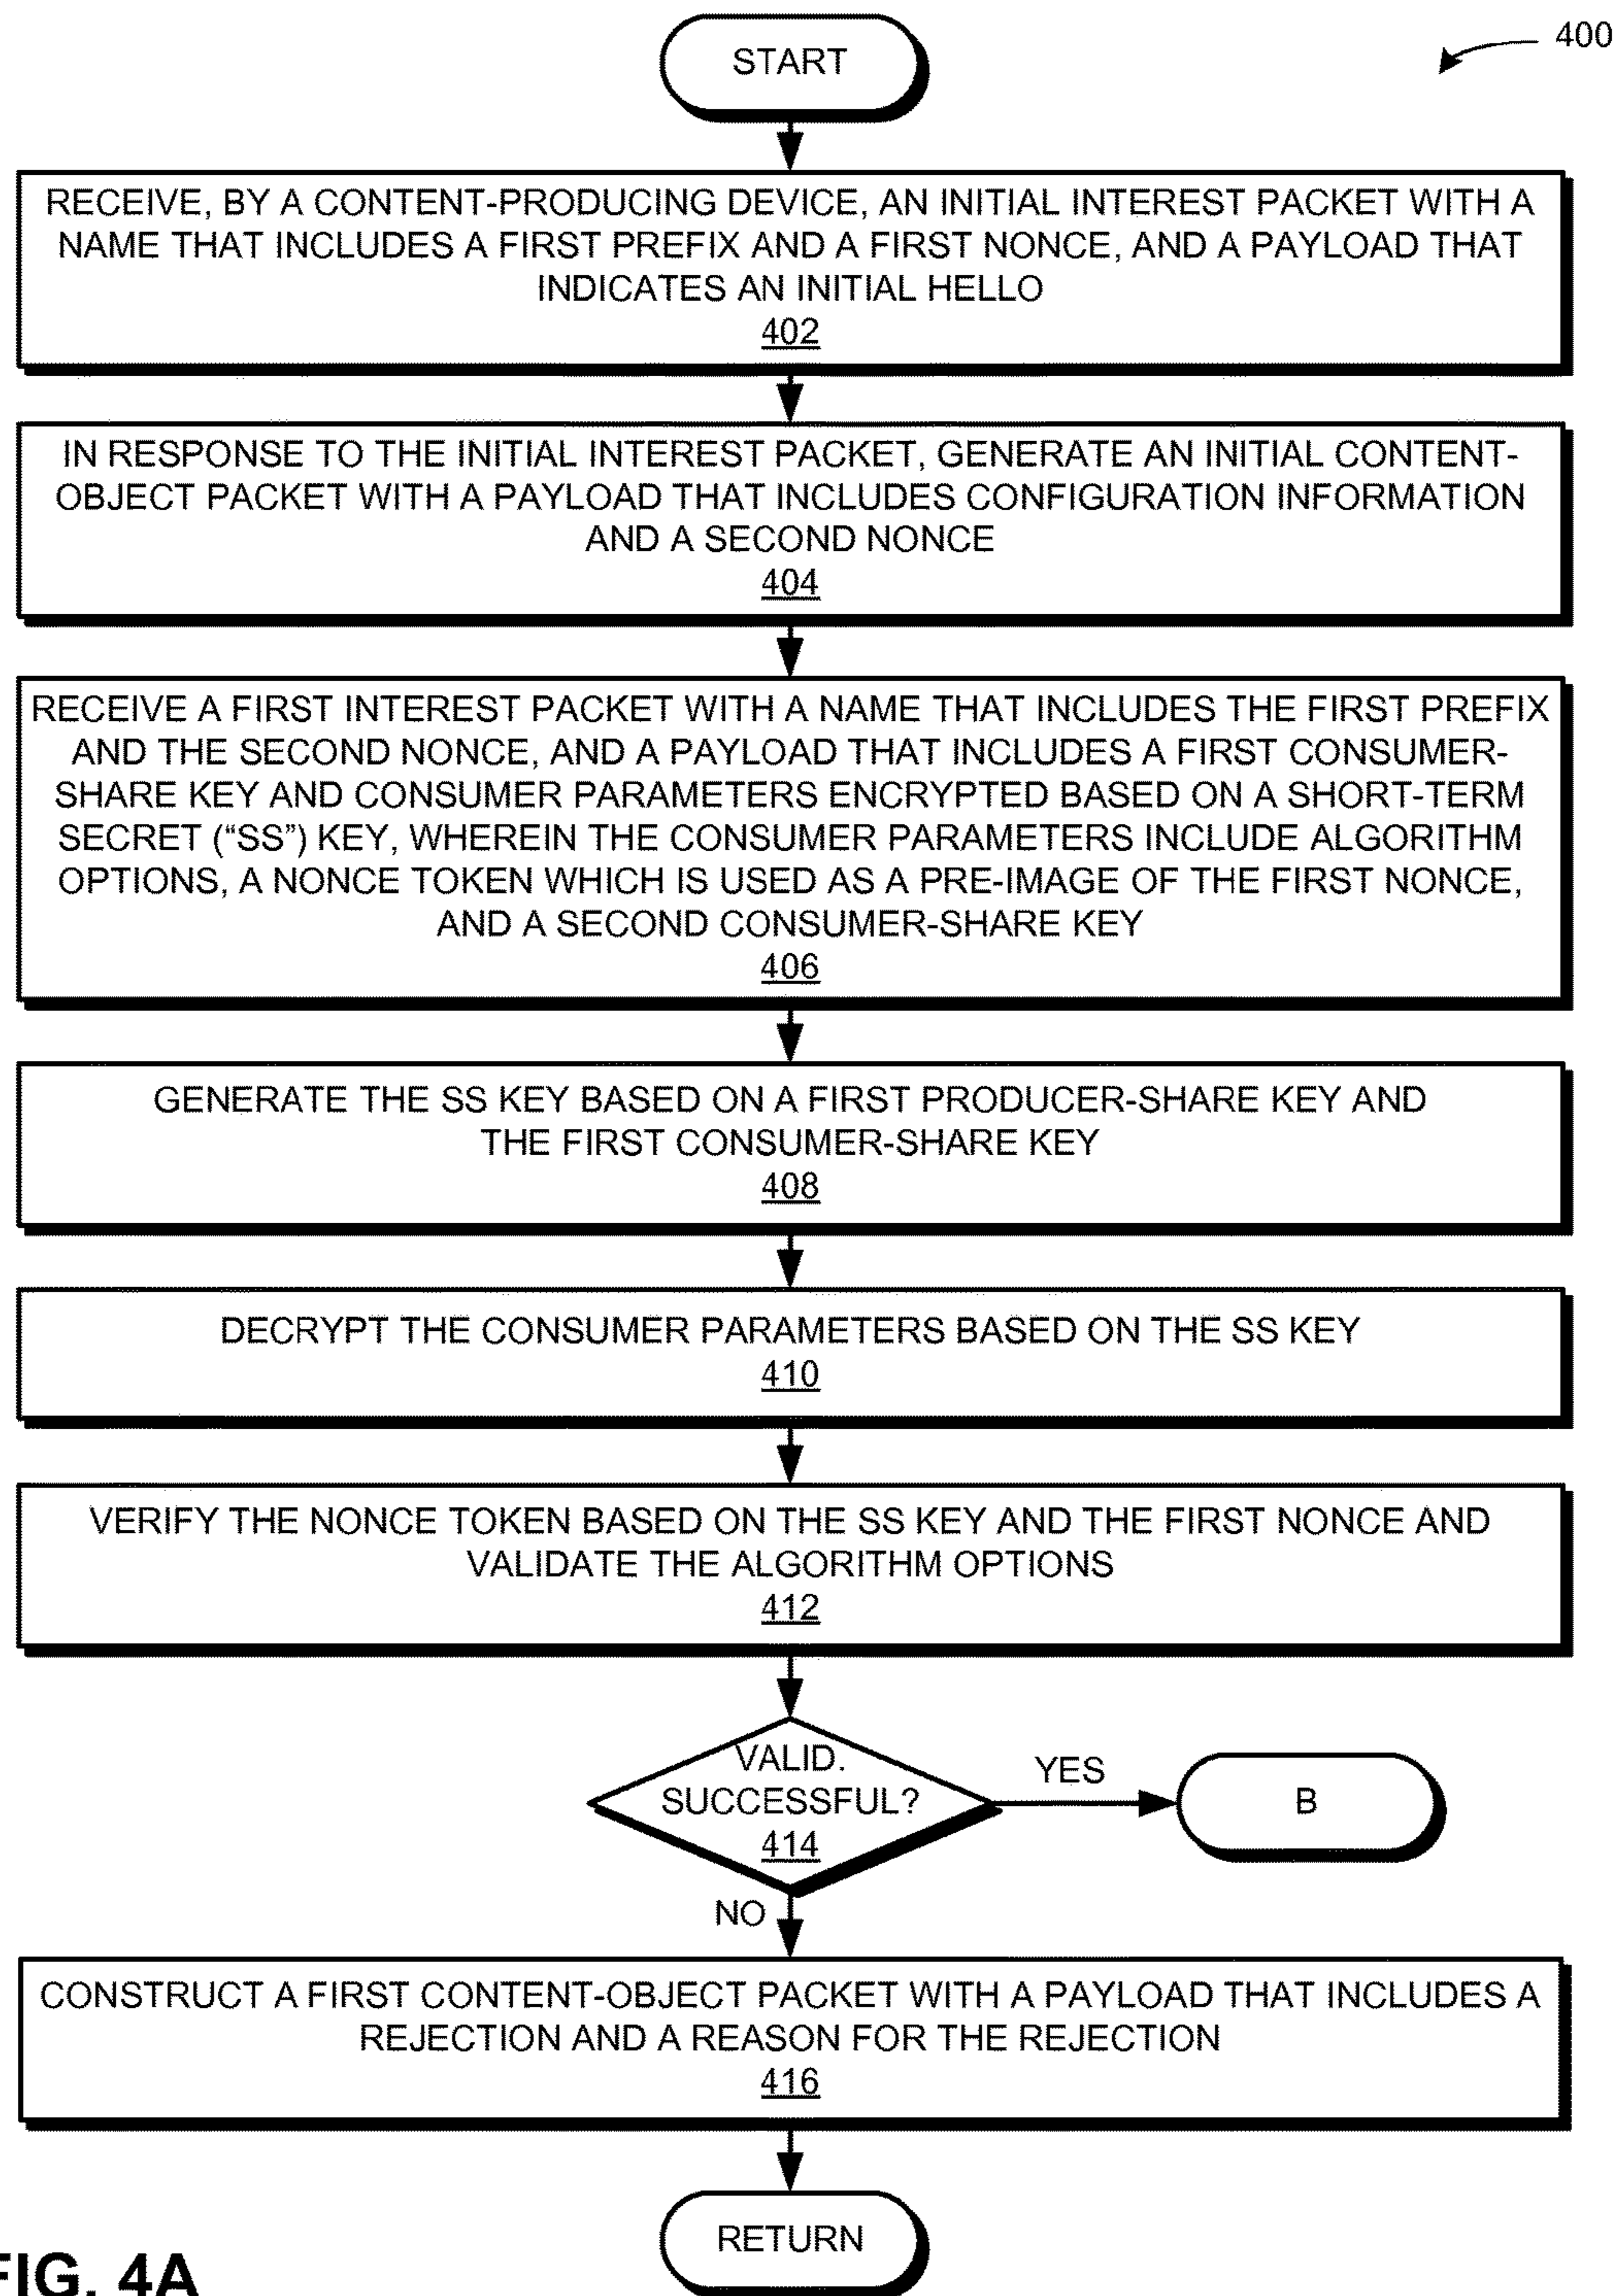 START
400
RECEIVE, BY A CONTENT-PRODUCING DEVICE, AN INITIAL INTEREST PACKET WITH A
NAME THAT INCLUDES A FIRST PREFIX AND A FIRST NONCE, AND A PAYLOAD THAT
INDICATES AN INITIAL HELLO
402
IN RESPONSE TO THE INITIAL INTEREST PACKET, GENERATE AN INITIAL CONTENT-
OBJECT PACKET WITH A PAYLOAD THAT INCLUDES CONFIGURATION INFORMATION
AND A SECOND NONCE
404
RECEIVE A FIRST INTEREST PACKET WITH A NAME THAT INCLUDES THE FIRST PREFIX
AND THE SECOND NONCE, AND A PAYLOAD THAT INCLUDES A FIRST CONSUMER-
SHARE KEY AND CONSUMER PARAMETERS ENCRYPTED BASED ON A SHORT-TERM
SECRET (“SS”) KEY, WHEREIN THE CONSUMER PARAMETERS INCLUDE ALGORITHM
OPTIONS, A NONCE TOKEN WHICH IS USED AS A PRE-IMAGE OF THE FIRST NONCE,
AND A SECOND CONSUMER-SHARE KEY
406
GENERATE THE SS KEY BASED ON A FIRST PRODUCER-SHARE KEY AND
THE FIRST CONSUMER-SHARE KEY
408
DECRYPT THE CONSUMER PARAMETERS BASED ON THE SS KEY
410
VERIFY THE NONCE TOKEN BASED ON THE SS KEY AND THE FIRST NONCE AND
VALIDATE THE ALGORITHM OPTIONS
412
VALID.
SUCCESSFUL?
414
YES
B
NO
CONSTRUCT A FIRST CONTENT-OBJECT PACKET WITH A PAYLOAD THAT INCLUDES A
REJECTION AND A REASON FOR THE REJECTION
416
RETURN
FIG. 4A